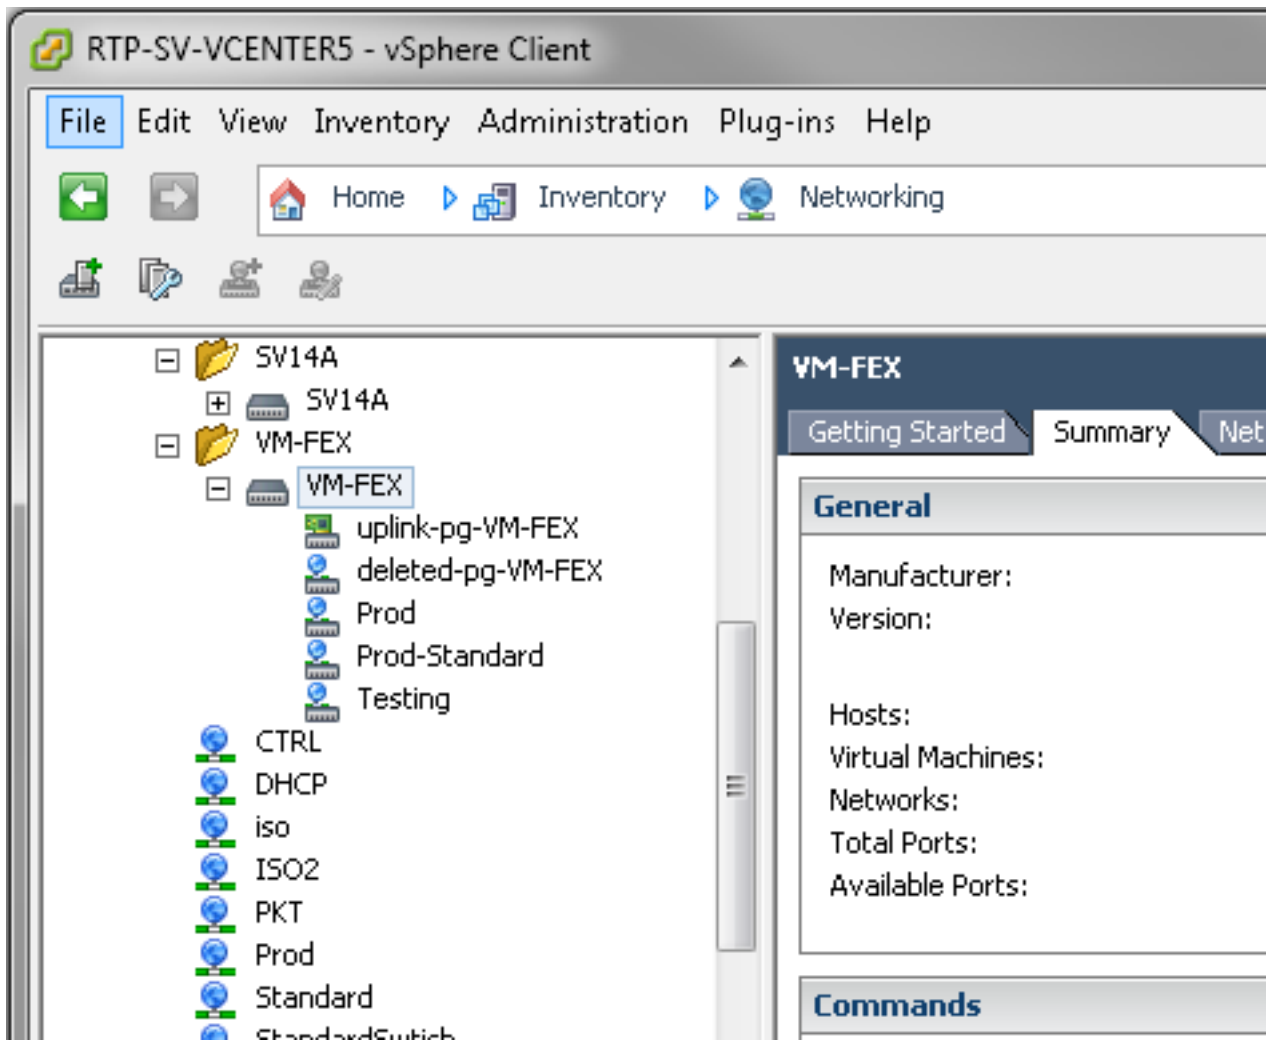 RTP-SV-VCENTER5 - vSphere Client
File Edit View Inventory Administration Plug-ins Help
Home Inventory Networking
SV14A
SV14A
VM-FEX
VM-FEX
uplink-pg-VM-FEX
deleted-pg-VM-FEX
Prod
Prod-Standard
Testing
CTRL
DHCP
iso
ISO2
PKT
Prod
Standard
StandardSwtich
VM-FEX
Getting Started Summary Net
General
Manufacturer:
Version:
Hosts:
Virtual Machines:
Networks:
Total Ports:
Available Ports:
Commands